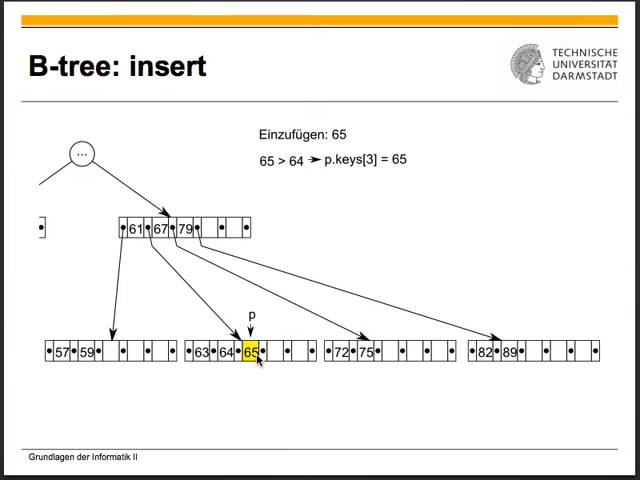 B-tree: insert
TECHNISCHE
UNIVERSITÄT
DARMSTADT
Einzufügen: 65
65 > 64 → p.keys[3] = 65
...
61 67 79
p
57 59 63 64 65 72 75 82 89
Grundlagen der Informatik II